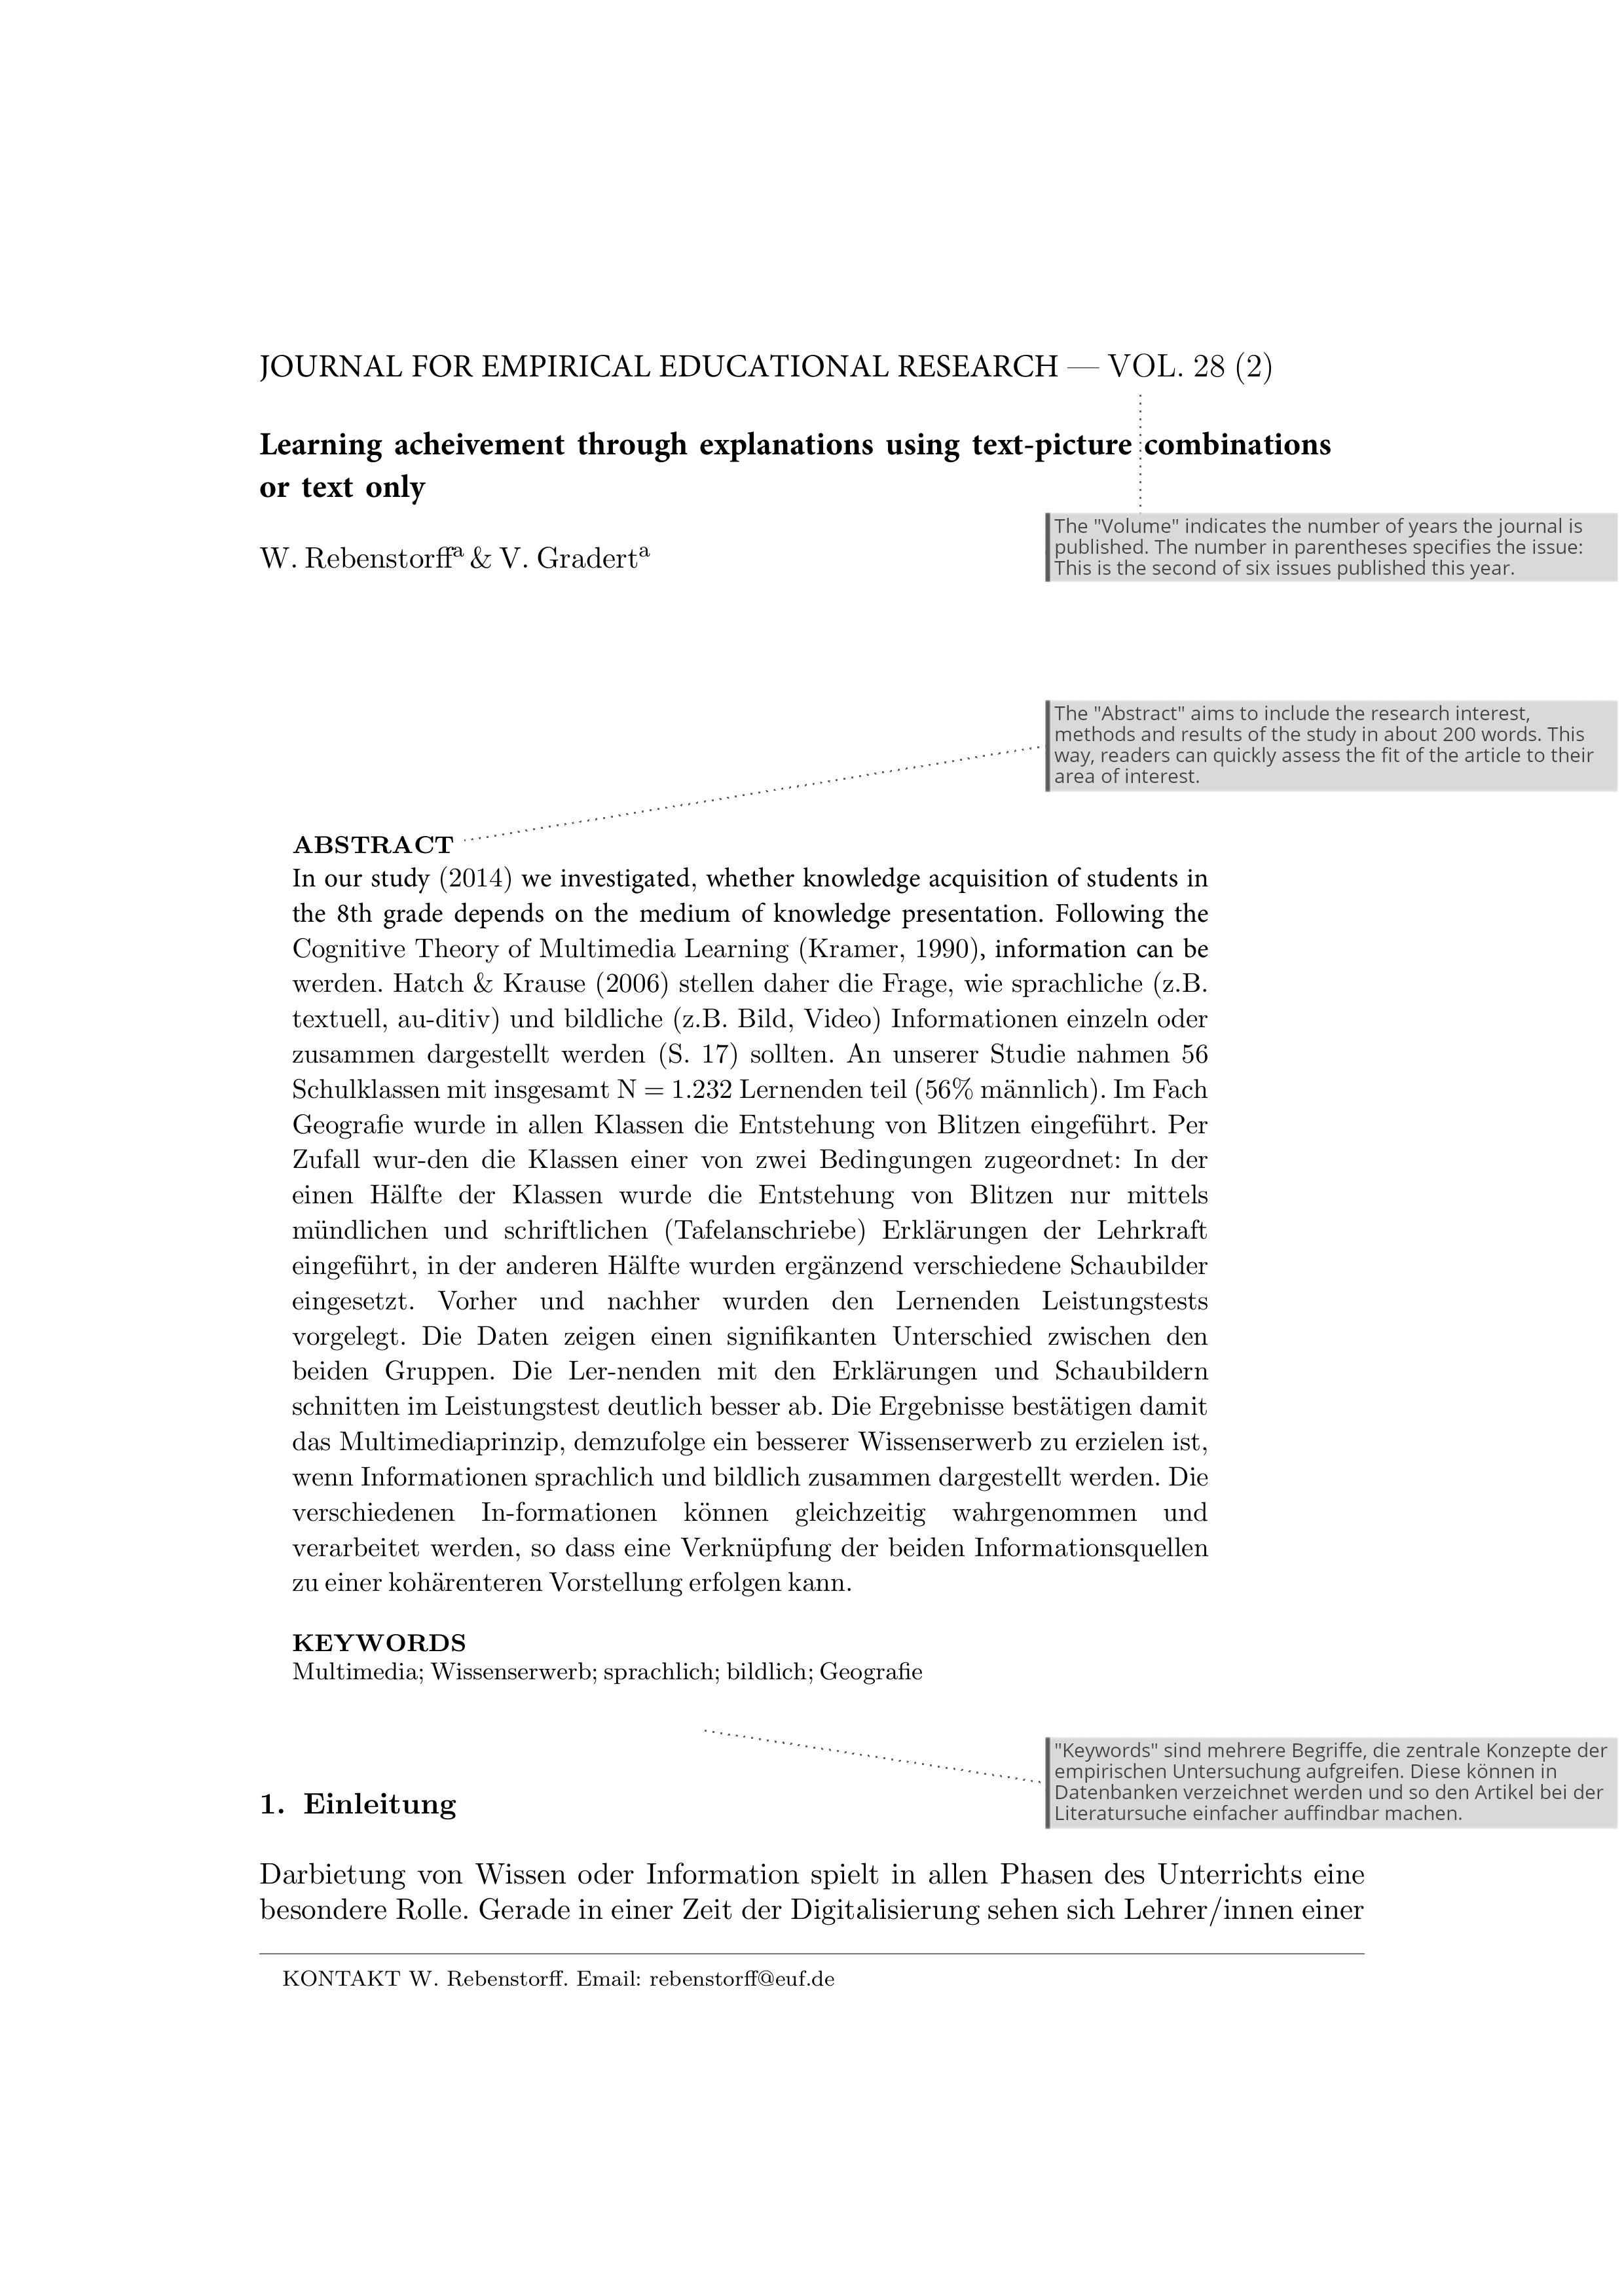 JOURNAL FOR EMPIRICAL EDUCATIONAL RESEARCH — VOL. 28 (2)
Learning acheivement through explanations using text-picture combinations
or text only
W. Rebenstorffᵃ & V. Gradertᵃ
The "Volume" indicates the number of years the journal is
published. The number in parentheses specifies the issue:
This is the second of six issues published this year.
The "Abstract" aims to include the research interest,
methods and results of the study in about 200 words. This
way, readers can quickly assess the fit of the article to their
area of interest.
ABSTRACT
In our study (2014) we investigated, whether knowledge acquisition of students in
the 8th grade depends on the medium of knowledge presentation. Following the
Cognitive Theory of Multimedia Learning (Kramer, 1990), information can be
werden. Hatch & Krause (2006) stellen daher die Frage, wie sprachliche (z.B.
textuell, au-ditiv) und bildliche (z.B. Bild, Video) Informationen einzeln oder
zusammen dargestellt werden (S. 17) sollten. An unserer Studie nahmen 56
Schulklassen mit insgesamt N = 1.232 Lernenden teil (56% männlich). Im Fach
Geografie wurde in allen Klassen die Entstehung von Blitzen eingeführt. Per
Zufall wur-den die Klassen einer von zwei Bedingungen zugeordnet: In der
einen Hälfte der Klassen wurde die Entstehung von Blitzen nur mittels
mündlichen und schriftlichen (Tafelanschriebe) Erklärungen der Lehrkraft
eingeführt, in der anderen Hälfte wurden ergänzend verschiedene Schaubilder
eingesetzt. Vorher und nachher wurden den Lernenden Leistungstests
vorgelegt. Die Daten zeigen einen signifikanten Unterschied zwischen den
beiden Gruppen. Die Ler-nenden mit den Erklärungen und Schaubildern
schnitten im Leistungstest deutlich besser ab. Die Ergebnisse bestätigen damit
das Multimediaprinzip, demzufolge ein besserer Wissenserwerb zu erzielen ist,
wenn Informationen sprachlich und bildlich zusammen dargestellt werden. Die
verschiedenen In-formationen können gleichzeitig wahrgenommen und
verarbeitet werden, so dass eine Verknüpfung der beiden Informationsquellen
zu einer kohärenteren Vorstellung erfolgen kann.
KEYWORDS
Multimedia; Wissenserwerb; sprachlich; bildlich; Geografie
"Keywords" sind mehrere Begriffe, die zentrale Konzepte der
empirischen Untersuchung aufgreifen. Diese können in
Datenbanken verzeichnet werden und so den Artikel bei der
Literatursuche einfacher auffindbar machen.
1. Einleitung
Darbietung von Wissen oder Information spielt in allen Phasen des Unterrichts eine
besondere Rolle. Gerade in einer Zeit der Digitalisierung sehen sich Lehrer/innen einer
KONTAKT W. Rebenstorff. Email: rebenstorff@euf.de